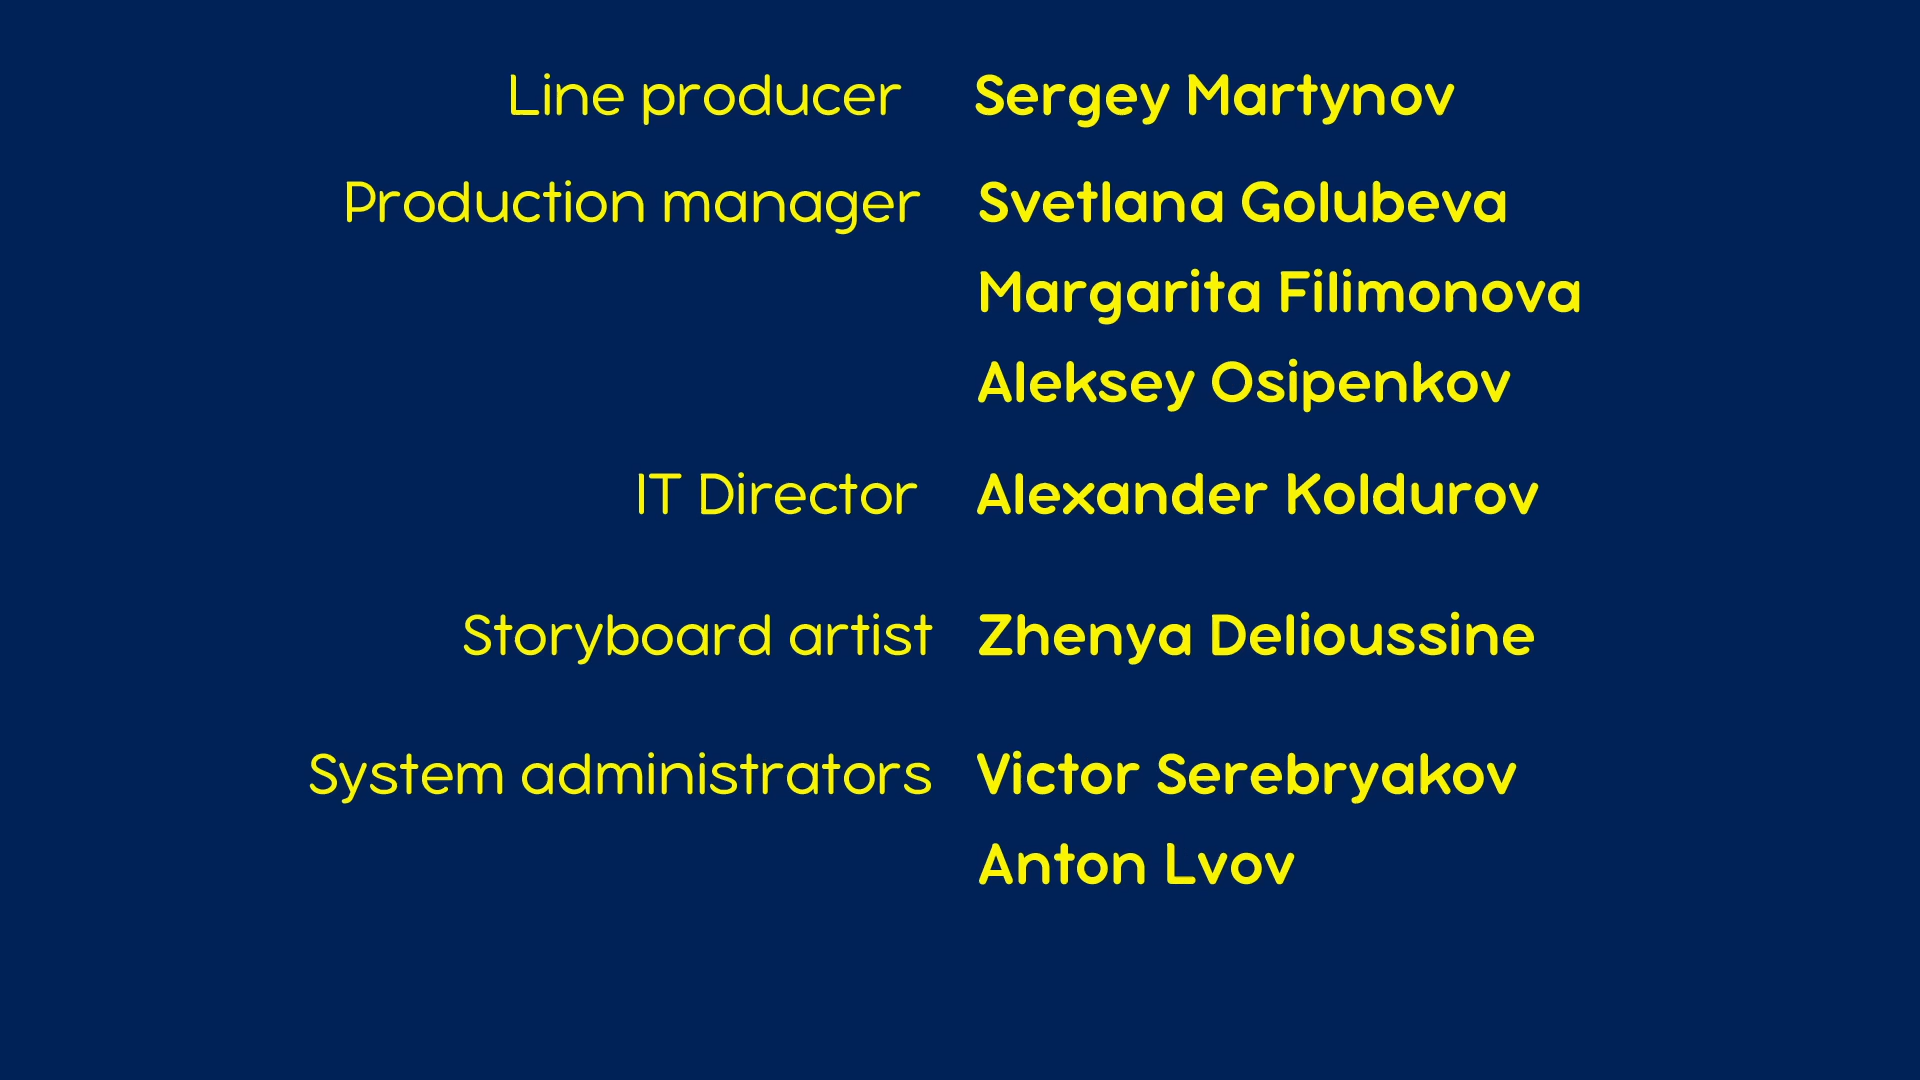 Line producer Sergey Martynov
Production manager Svetlana Golubeva
Margarita Filimonova
Aleksey Osipenkov
IT Director Alexander Koldurov
Storyboard artist Zhenya Delioussine
System administrators Victor Serebryakov
Anton Lvov